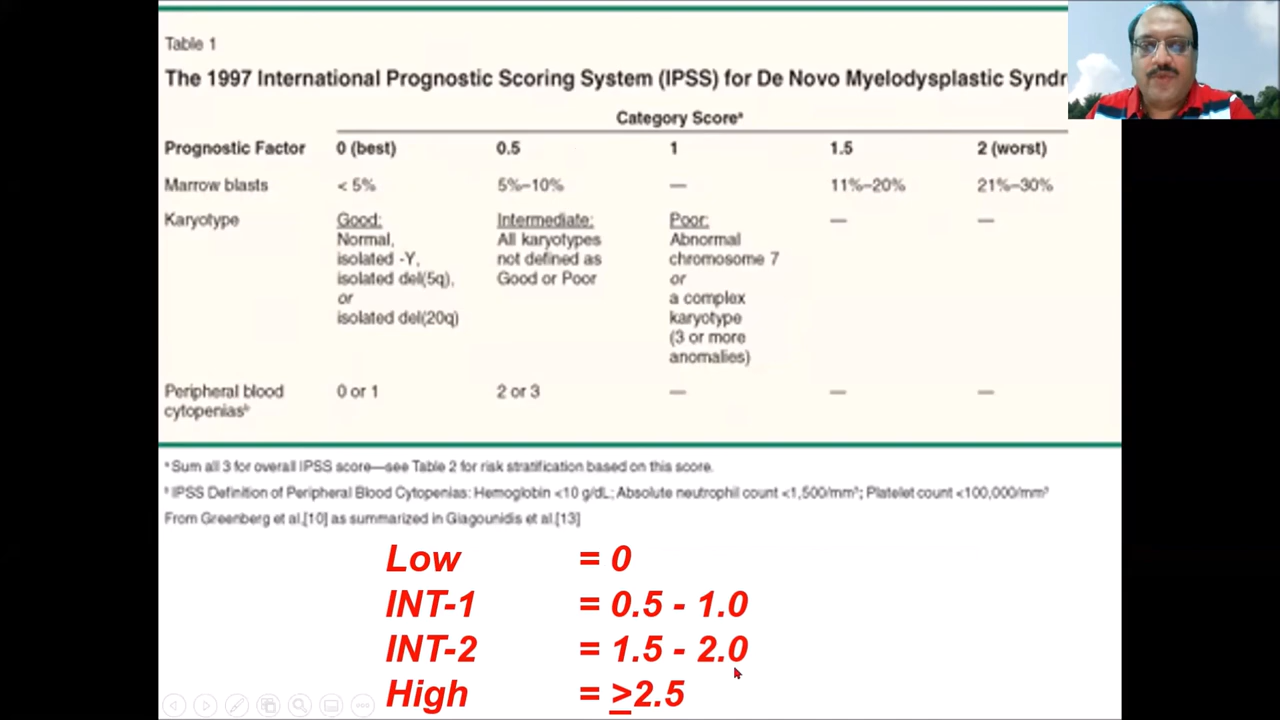 Table 1
The 1997 International Prognostic Scoring System (IPSS) for De Novo Myelodysplastic Syndr
Category Scoreᵃ
Prognostic Factor 0 (best) 0.5 1 1.5 2 (worst)
Marrow blasts < 5% 5%–10% — 11%–20% 21%–30%
Karyotype Good: Intermediate: Poor: — —
Normal, All karyotypes Abnormal
isolated -Y, not defined as chromosome 7
isolated del(5q), Good or Poor or
or a complex
isolated del(20q) karyotype
(3 or more
anomalies)
Peripheral blood 0 or 1 2 or 3 — — —
cytopeniasᵇ
ᵃ Sum all 3 for overall IPSS score—see Table 2 for risk stratification based on this score.
ᵇ IPSS Definition of Peripheral Blood Cytopenias: Hemoglobin <10 g/dL; Absolute neutrophil count <1,500/mm³; Platelet count <100,000/mm³
From Greenberg et al.[10] as summarized in Giagounidis et al.[13]
Low = 0
INT-1 = 0.5 - 1.0
INT-2 = 1.5 - 2.0
High = >2.5